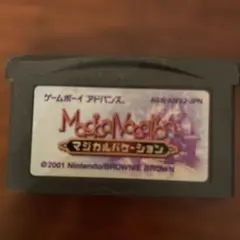 ゲームボーイ アドバンス
AGB-AMVJ-JPN
Magical Vacation
マジカルバケーション
© 2001 Nintendo/BROWNIE BROWN